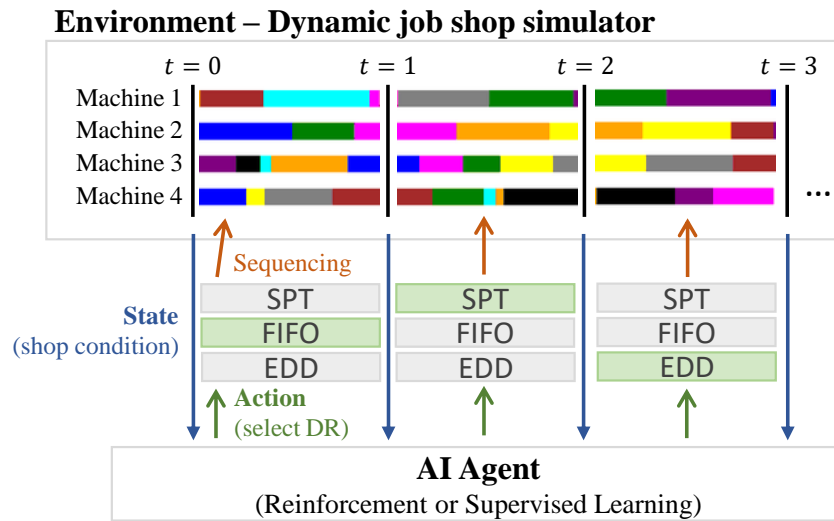 Environment – Dynamic job shop simulator
t = 0
t = 1
t = 2
t = 3
Machine 1
Machine 2
Machine 3
Machine 4
...
Sequencing
State
(shop condition)
SPT
FIFO
EDD
SPT
FIFO
EDD
SPT
FIFO
EDD
Action
(select DR)
AI Agent
(Reinforcement or Supervised Learning)